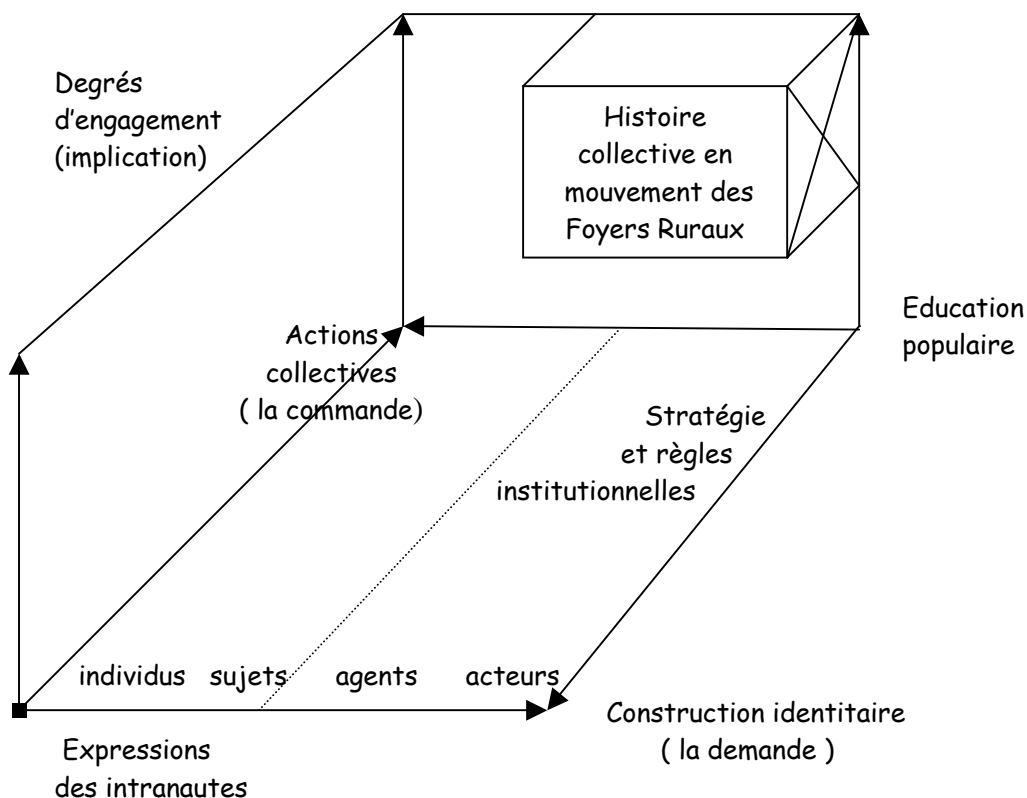 Degrés
d'engagement
(implication)
Histoire
collective en
mouvement des
Foyers Ruraux
Education
populaire
Actions
collectives
( la commande)
Stratégie
et règles
institutionnelles
individus sujets agents acteurs
Construction identitaire
( la demande )
Expressions
des intranautes